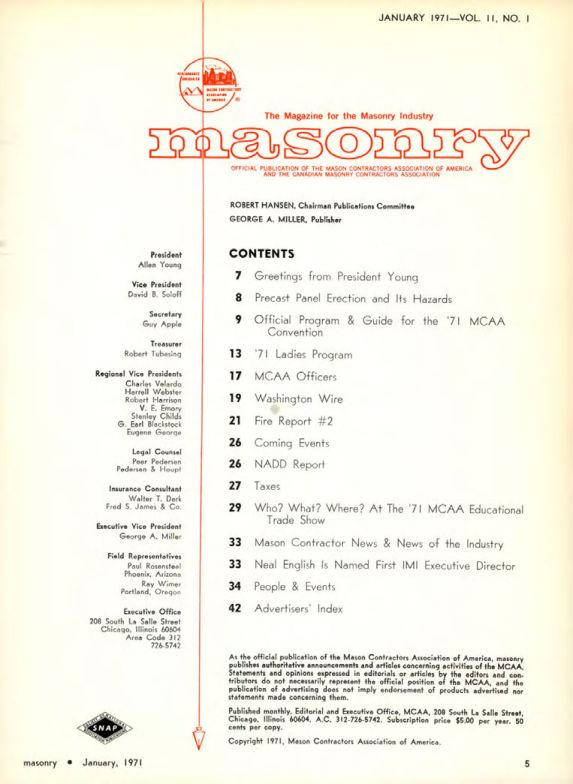 JANUARY 1971—VOL. 11, NO. 1
MASON CONTRACTORS
ASSOCIATION
OF AMERICA
The Magazine for the Masonry Industry
masonry
OFFICIAL PUBLICATION OF THE MASON CONTRACTORS ASSOCIATION OF AMERICA
AND THE CANADIAN MASONRY CONTRACTORS ASSOCIATION
ROBERT HANSEN, Chairman Publications Committee
GEORGE A. MILLER, Publisher
President
Allen Young
Vice President
David B. Soloff
Secretary
Guy Apple
Treasurer
Robert Tubesing
Regional Vice Presidents
Charles Velardo
Harrell Webster
Robert Harrison
V. E. Emory
Stanley Childs
G. Earl Blackstock
Eugene George
Legal Counsel
Peer Pedersen
Pedersen & Houpt
Insurance Consultant
Walter T. Derk
Fred S. James & Co.
Executive Vice President
George A. Miller
Field Representatives
Paul Rosensteel
Phoenix, Arizona
Ray Wimer
Portland, Oregon
Executive Office
208 South La Salle Street
Chicago, Illinois 60604
Area Code 312
726-5742
CONTENTS
7 Greetings from President Young
8 Precast Panel Erection and Its Hazards
9 Official Program & Guide for the '71 MCAA
Convention
13 '71 Ladies Program
17 MCAA Officers
19 Washington Wire
21 Fire Report #2
26 Coming Events
26 NADD Report
27 Taxes
29 Who? What? Where? At The '71 MCAA Educational
Trade Show
33 Mason Contractor News & News of the Industry
33 Neal English Is Named First IMI Executive Director
34 People & Events
42 Advertisers' Index
As the official publication of the Mason Contractors Association of America, masonry
publishes authoritative announcements and articles concerning activities of the MCAA.
Statements and opinions expressed in editorials or articles by the editors and con-
tributors do not necessarily represent the official position of the MCAA, and the
publication of advertising does not imply endorsement of products advertised nor
statements made concerning them.
Published monthly. Editorial and Executive Office, MCAA, 208 South La Salle Street,
Chicago, Illinois 60604. A.C. 312-726-5742. Subscription price $5.00 per year. 50
cents per copy.
Copyright 1971, Mason Contractors Association of America.
SNAP
masonry • January, 1971
5